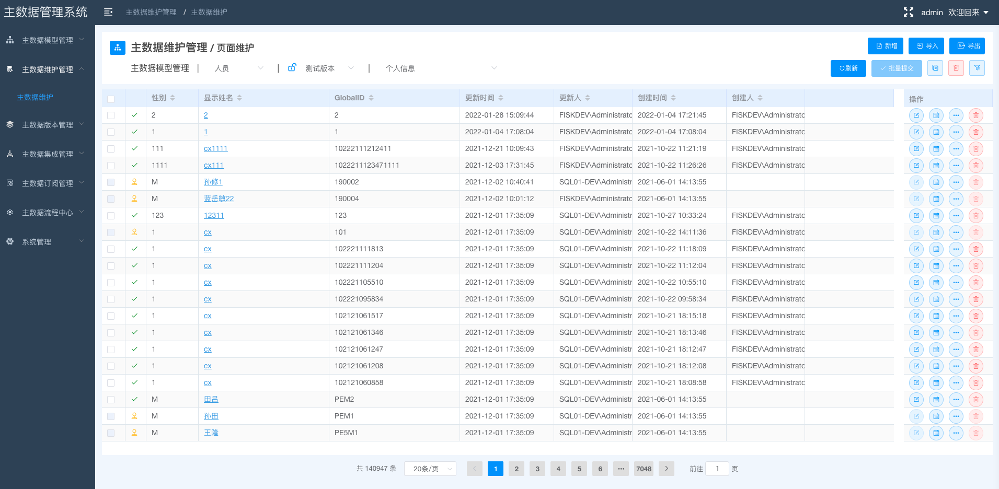 主数据管理系统
主数据维护管理 / 主数据维护
admin 欢迎回来
主数据模型管理
主数据维护管理
主数据维护
主数据版本管理
主数据集成管理
主数据订阅管理
主数据流程中心
系统管理
主数据维护管理 / 页面维护
新增 导入 导出
主数据模型管理 | 人员 | 测试版本 | 个人信息
刷新 批量提交
性别 显示姓名 GlobalID 更新时间 更新人 创建时间 创建人 操作
2 2 2 2022-01-28 15:09:44 FISKDEV\Administrato 2022-01-04 17:21:45 FISKDEV\Administrato
1 1 1 2022-01-04 17:08:04 FISKDEV\Administrato 2022-01-04 17:08:04 FISKDEV\Administrato
111 cx1111 10222111212411 2021-12-21 10:09:43 FISKDEV\Administrato 2021-10-22 11:21:19 FISKDEV\Administrato
1111 cx111 1022211123471111 2021-12-03 17:31:45 FISKDEV\Administrato 2021-10-22 11:26:26 FISKDEV\Administrato
M 孙修1 190002 2021-12-02 10:40:41 SQL01-DEV\Administr 2021-06-01 14:13:55
M 蓝岳敏22 190004 2021-12-02 10:01:12 FISKDEV\Administrato 2021-06-01 14:13:55
123 12311 123 2021-12-01 17:35:09 SQL01-DEV\Administr 2021-10-27 10:33:24 FISKDEV\Administrato
1 cx 101 2021-12-01 17:35:09 SQL01-DEV\Administr 2021-10-22 14:11:36 FISKDEV\Administrato
1 cx 102221111813 2021-12-01 17:35:09 SQL01-DEV\Administr 2021-10-22 11:18:09 FISKDEV\Administrato
1 cx 102221111204 2021-12-01 17:35:09 SQL01-DEV\Administr 2021-10-22 11:12:04 FISKDEV\Administrato
1 cx 102221105510 2021-12-01 17:35:09 SQL01-DEV\Administr 2021-10-22 10:55:10 FISKDEV\Administrato
1 cx 102221095834 2021-12-01 17:35:09 SQL01-DEV\Administr 2021-10-22 09:58:34 FISKDEV\Administrato
1 cx 102121061517 2021-12-01 17:35:09 SQL01-DEV\Administr 2021-10-21 18:15:18 FISKDEV\Administrato
1 cx 102121061346 2021-12-01 17:35:09 SQL01-DEV\Administr 2021-10-21 18:13:46 FISKDEV\Administrato
1 cx 102121061247 2021-12-01 17:35:09 SQL01-DEV\Administr 2021-10-21 18:12:47 FISKDEV\Administrato
1 cx 102121061208 2021-12-01 17:35:09 SQL01-DEV\Administr 2021-10-21 18:12:08 FISKDEV\Administrato
1 cx 102121060858 2021-12-01 17:35:09 SQL01-DEV\Administr 2021-10-21 18:08:58 FISKDEV\Administrato
M 田吕 PEM2 2021-12-01 17:35:09 SQL01-DEV\Administr 2021-06-01 14:13:55
M 孙田 PEM1 2021-12-01 17:35:09 SQL01-DEV\Administr 2021-06-01 14:13:55
M 王隆 PE5M1 2021-12-01 17:35:09 SQL01-DEV\Administr 2021-06-01 14:13:55
共 140947 条 20条/页 1 2 3 4 5 6 ••• 7048 前往 1 页